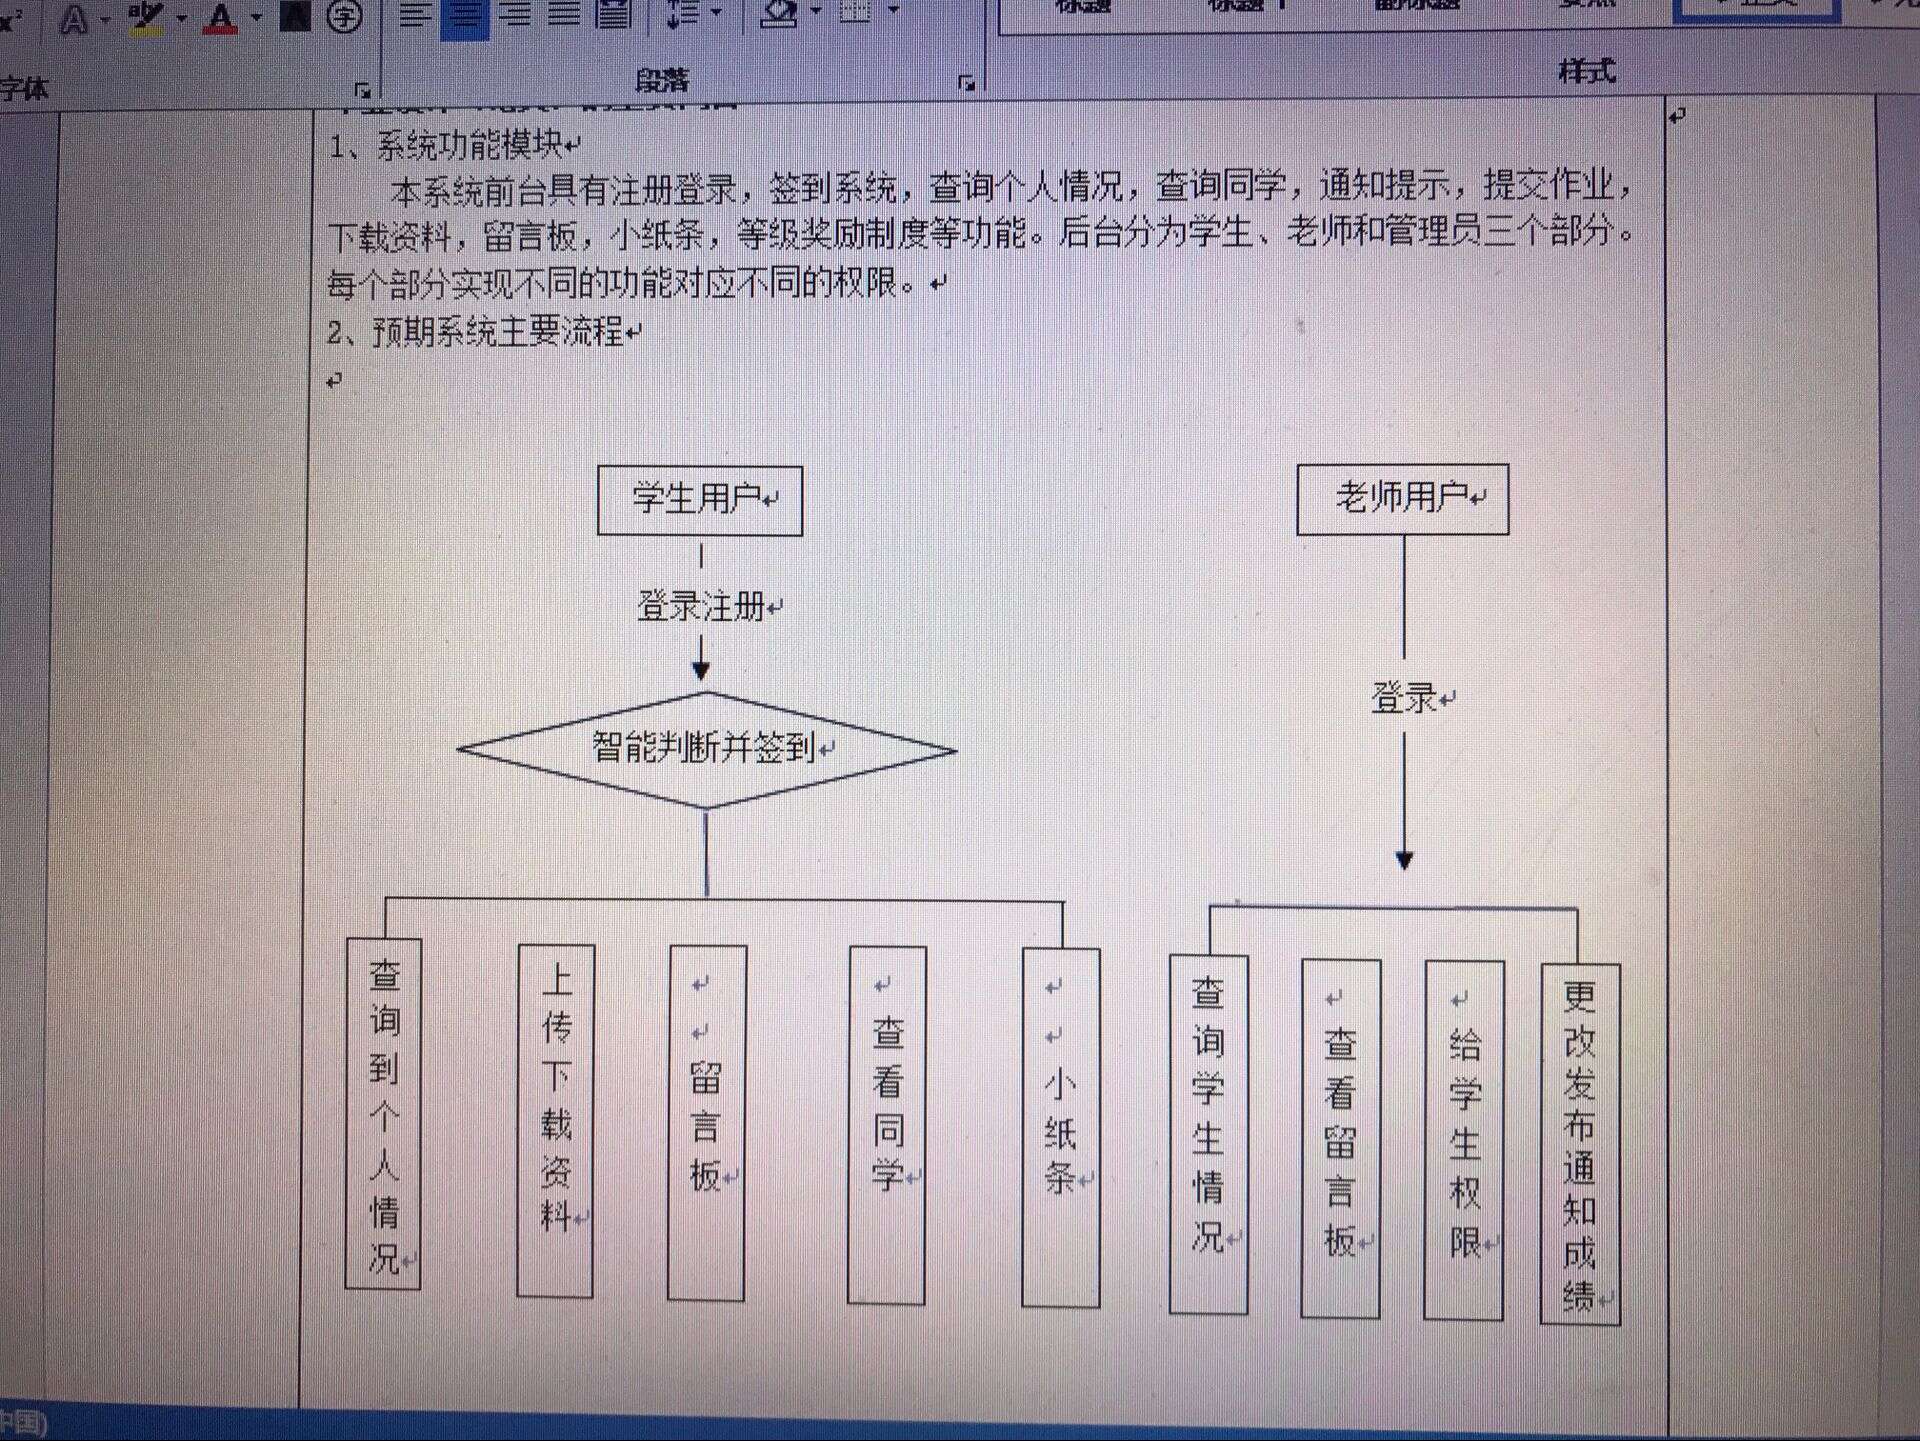 字体
段落
样式
1、系统功能模块
本系统前台具有注册登录，签到系统，查询个人情况，查询同学，通知提示，提交作业，
下载资料，留言板，小纸条，等级奖励制度等功能。后台分为学生、老师和管理员三个部分。
每个部分实现不同的功能对应不同的权限。
2、预期系统主要流程
学生用户
老师用户
登录注册
登录
智能判断并签到
查询到个人情况
上传下载资料
留言板
查看同学
小纸条
查询学生情况
查看留言板
给学生权限
更改发布通知成绩
中国)